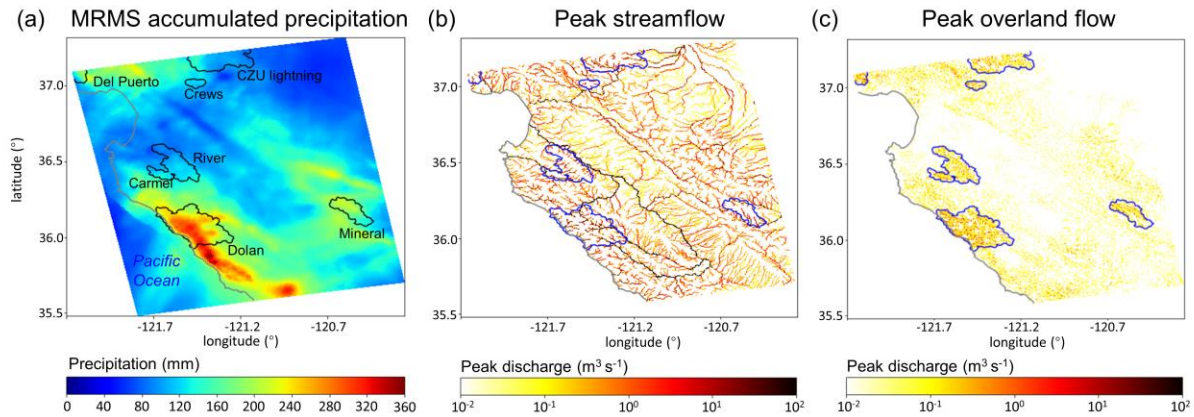 (a) MRMS accumulated precipitation
Del Puerto
CZU lightning
Crews
River
Carmel
Dolan
Mineral
Pacific
Ocean
latitude (°)
37.0
36.5
36.0
35.5
-121.7 -121.2 -120.7
longitude (°)
Precipitation (mm)
0 40 80 120 160 200 240 280 320 360
(b) Peak streamflow
37.0
36.5
36.0
35.5
-121.7 -121.2 -120.7
longitude (°)
Peak discharge (m³ s⁻¹)
10⁻² 10⁻¹ 10⁰ 10¹ 10²
(c) Peak overland flow
37.0
36.5
36.0
35.5
-121.7 -121.2 -120.7
longitude (°)
Peak discharge (m³ s⁻¹)
10⁻² 10⁻¹ 10⁰ 10¹ 10²